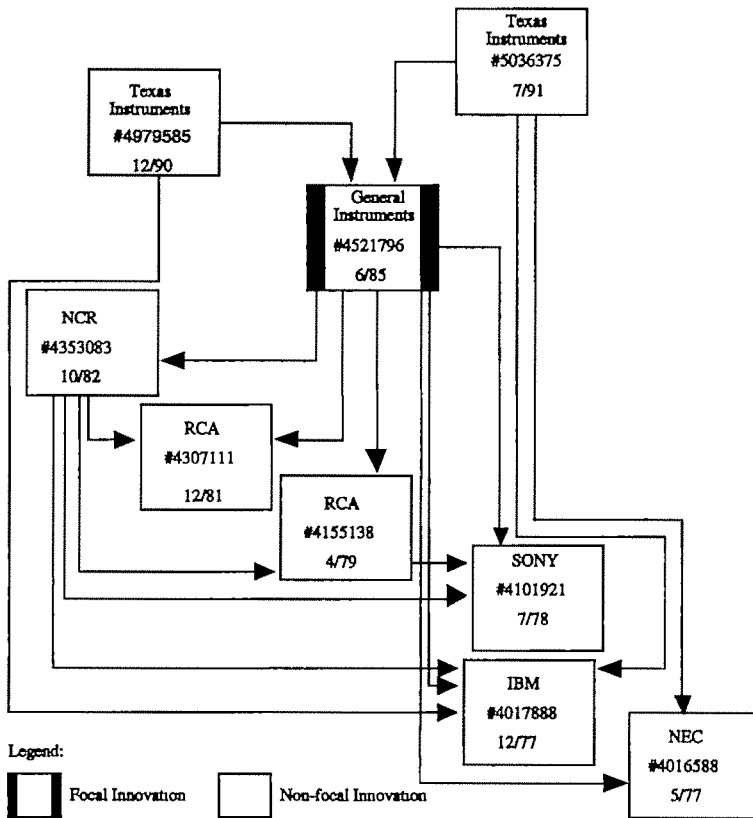 Texas
Instruments
#5036375
7/91
Texas
Instruments
#4979585
12/90
General
Instruments
#4521796
6/85
NCR
#4353083
10/82
RCA
#4307111
12/81
RCA
#4155138
4/79
SONY
#4101921
7/78
IBM
#4017888
12/77
NEC
#4016588
5/77
Legend:
Focal Innovation
Non-focal Innovation